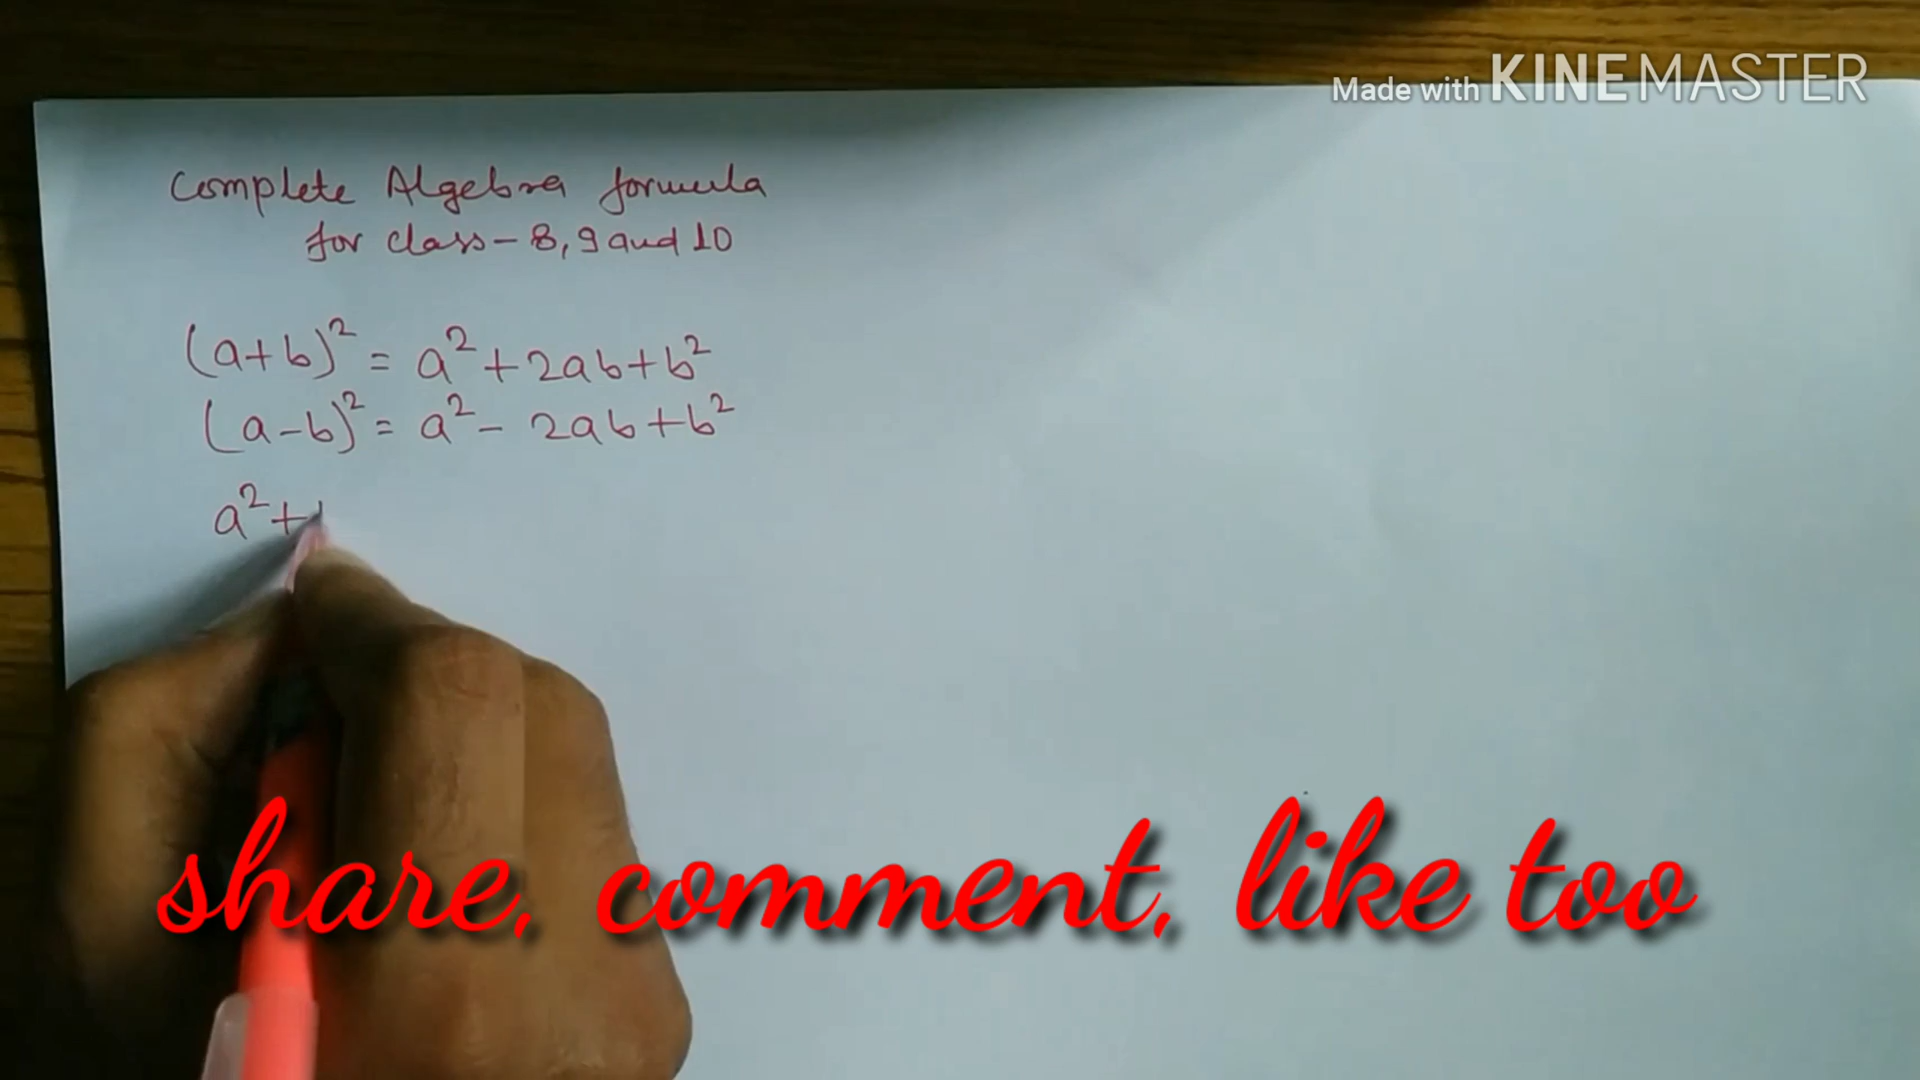 Made with KINEMASTER
Complete Algebra formula
for class-8, 9 and 10
(a+b)² = a²+2ab+b²
(a-b)² = a²- 2ab+b²
a²+
share, comment, like too